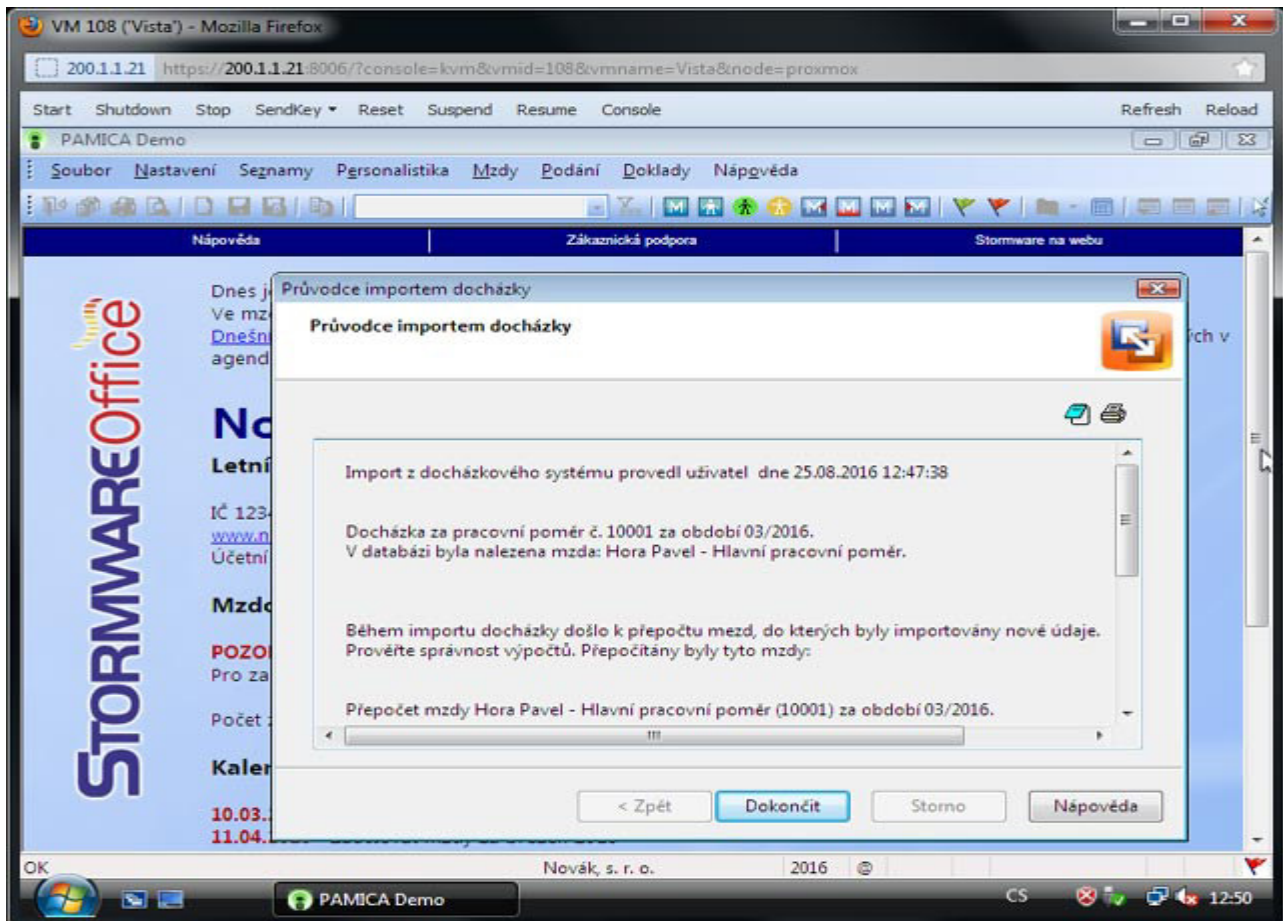 VM 108 ('Vista') - Mozilla Firefox
200.1.1.21 https://200.1.1.21:8006/?console=kvm&vmid=108&vmname=Vista&node=proxmox
Start Shutdown Stop SendKey Reset Suspend Resume Console Refresh Reload
PAMICA Demo
Soubor Nastavení Seznamy Personalistika Mzdy Podání Doklady Nápověda
Nápověda Zákaznická podpora Stormware na webu
STORMWAREOffice
Dnes j
Ve mz
Dnešn
ých v
agend
No
Letní
IČ 123
www.n
Účetní
Mzdo
POZO
Pro za
Počet
Kaler
10.03.
11.04.
Průvodce importem docházky
Průvodce importem docházky
Import z docházkového systému provedl uživatel dne 25.08.2016 12:47:38
Docházka za pracovní poměr č. 10001 za období 03/2016.
V databázi byla nalezena mzda: Hora Pavel - Hlavní pracovní poměr.
Během importu docházky došlo k přepočtu mezd, do kterých byly importovány nové údaje.
Prověřte správnost výpočtů. Přepočítány byly tyto mzdy:
Přepočet mzdy Hora Pavel - Hlavní pracovní poměr (10001) za období 03/2016.
< Zpět Dokončit Storno Nápověda
OK Novák, s. r. o. 2016 @
PAMICA Demo CS 12:50